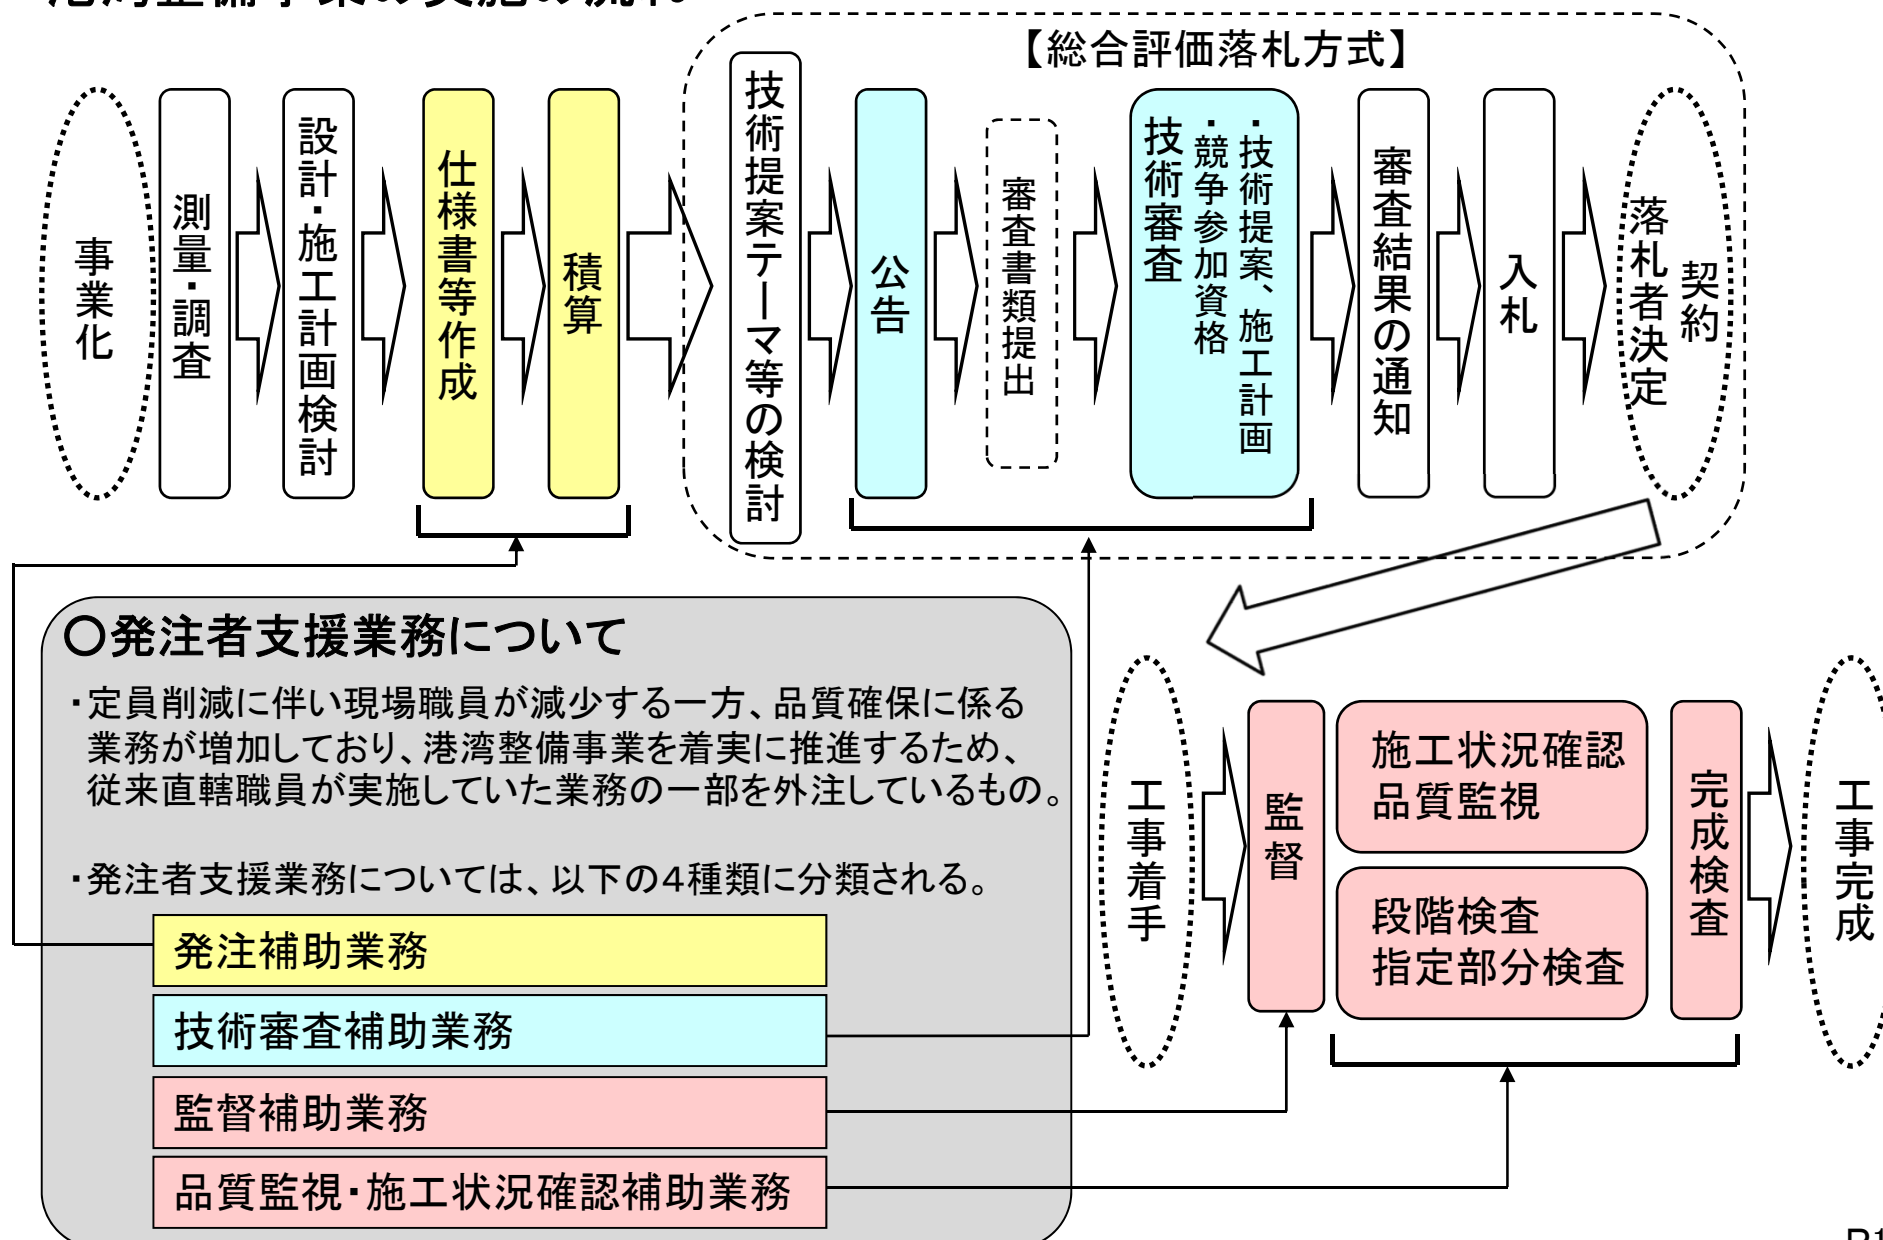 港湾整備事業の実施の流れ
【総合評価落札方式】
事業化
測量・調査
設計・施工計画検討
仕様書等作成
積算
技術提案テーマ等の検討
公告
審査書類提出
・技術提案、施工計画
・競争参加資格
技術審査
審査結果の通知
入札
契約
落札者決定
〇発注者支援業務について
・定員削減に伴い現場職員が減少する一方、品質確保に係る
業務が増加しており、港湾整備事業を着実に推進するため、
従来直轄職員が実施していた業務の一部を外注しているもの。
・発注者支援業務については、以下の４種類に分類される。
発注補助業務
技術審査補助業務
監督補助業務
品質監視・施工状況確認補助業務
工事着手
監督
施工状況確認
品質監視
段階検査
指定部分検査
完成検査
工事完成